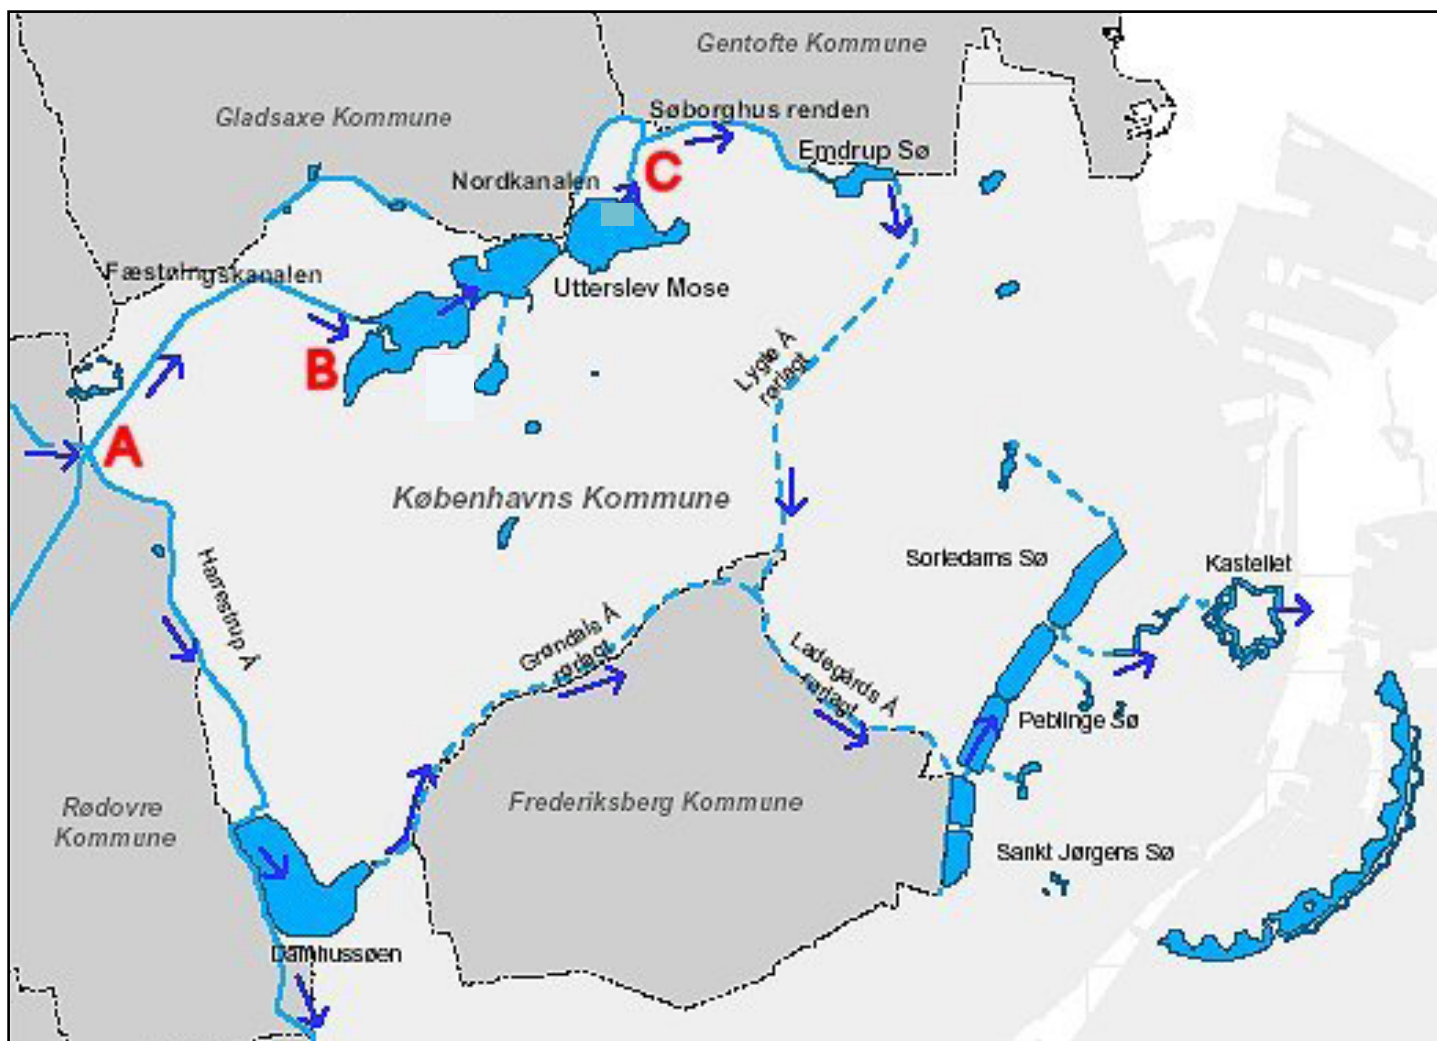 Gentofte Kommune
Søborghus renden
Gladsaxe Kommune
Emdrup Sø
C
Nordkanalen
Fæstningskanalen
Utterslev Mose
B
Lygte Å
rørlagt
A
Københavns Kommune
Harrestrup Å
Sortedams Sø
Kastellet
Grøndals Å
rørlagt
Ladegårds Å
rørlagt
Peblinge Sø
Rødovre
Kommune
Frederiksberg Kommune
Sankt Jørgens Sø
Damhussøen